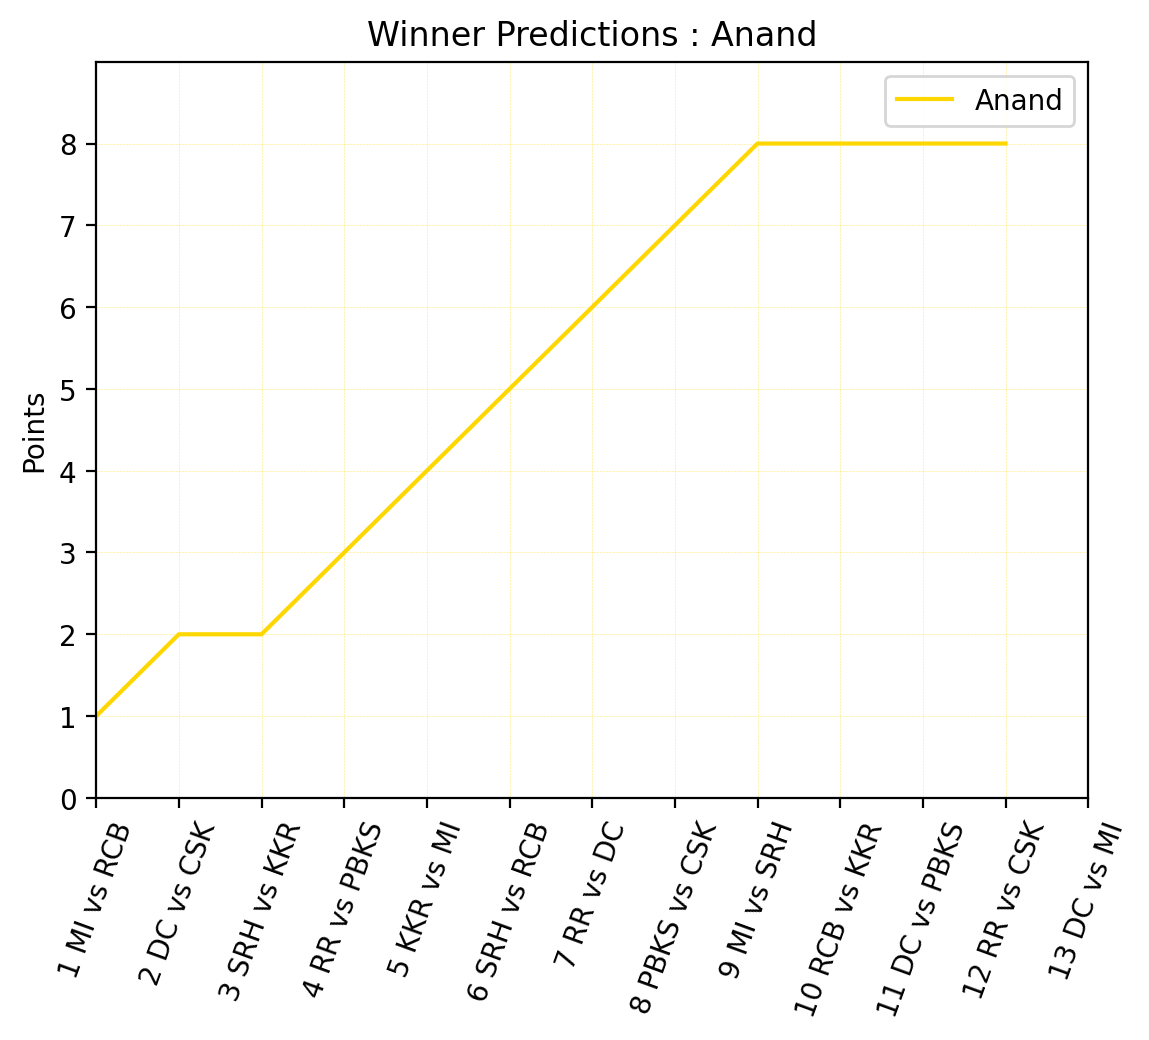 Winner Predictions : Anand
Anand
Points
8
7
6
5
4
3
2
1
0
1 MI vs RCB
2 DC vs CSK
3 SRH vs KKR
4 RR vs PBKS
5 KKR vs MI
6 SRH vs RCB
7 RR vs DC
8 PBKS vs CSK
9 MI vs SRH
10 RCB vs KKR
11 DC vs PBKS
12 RR vs CSK
13 DC vs MI